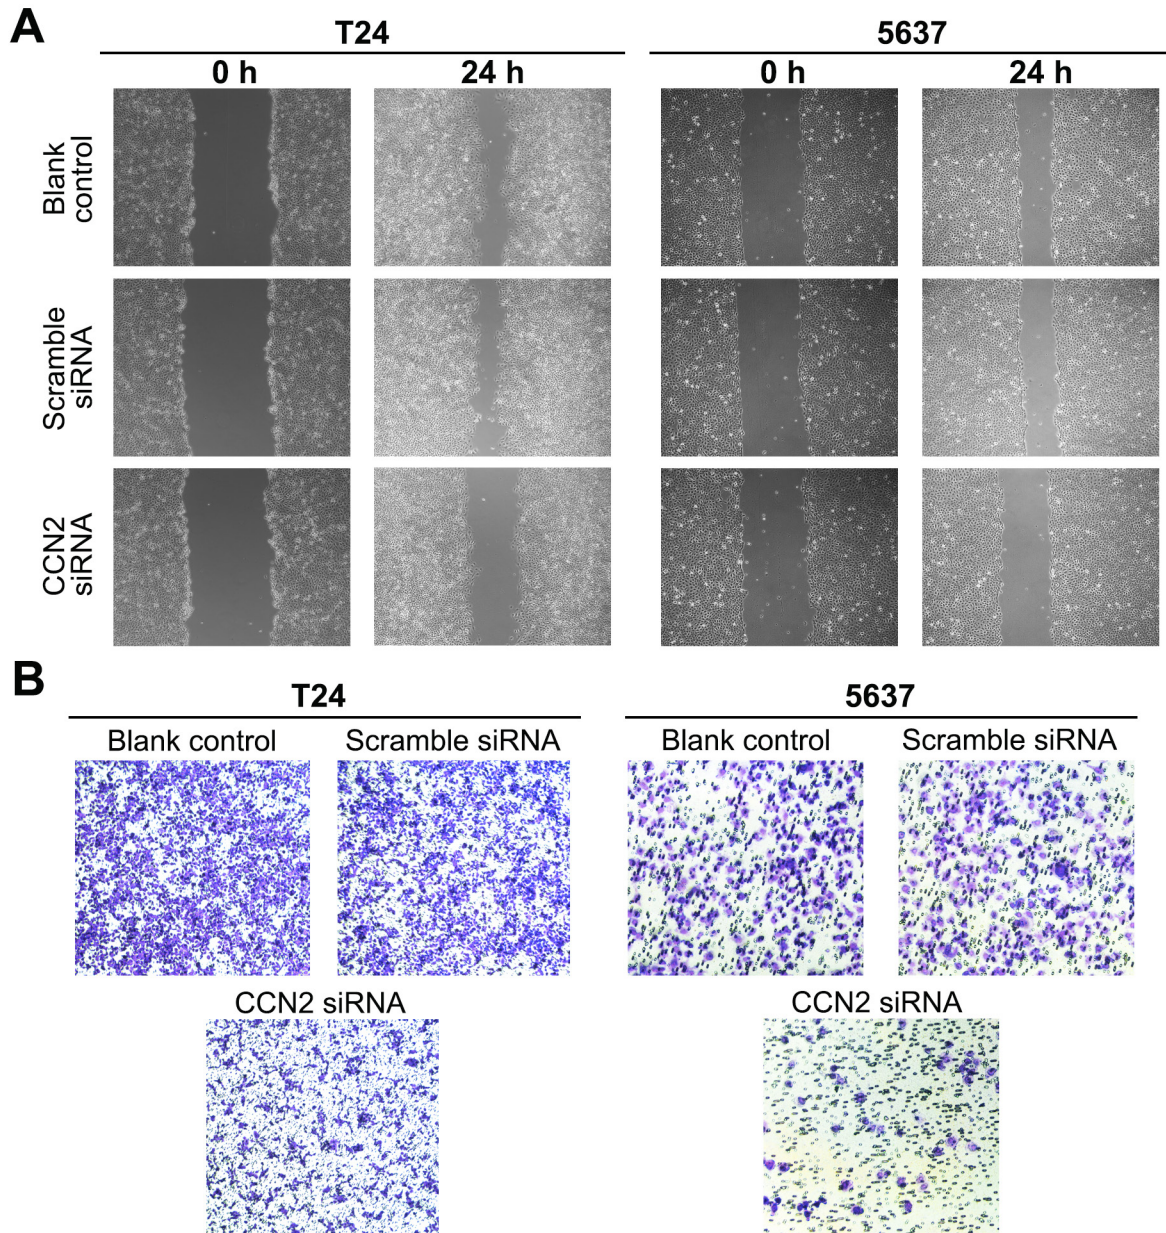 A
T24
5637
0 h
24 h
0 h
24 h
Blank
control
Scramble
siRNA
CCN2
siRNA
B
T24
5637
Blank control
Scramble siRNA
Blank control
Scramble siRNA
CCN2 siRNA
CCN2 siRNA